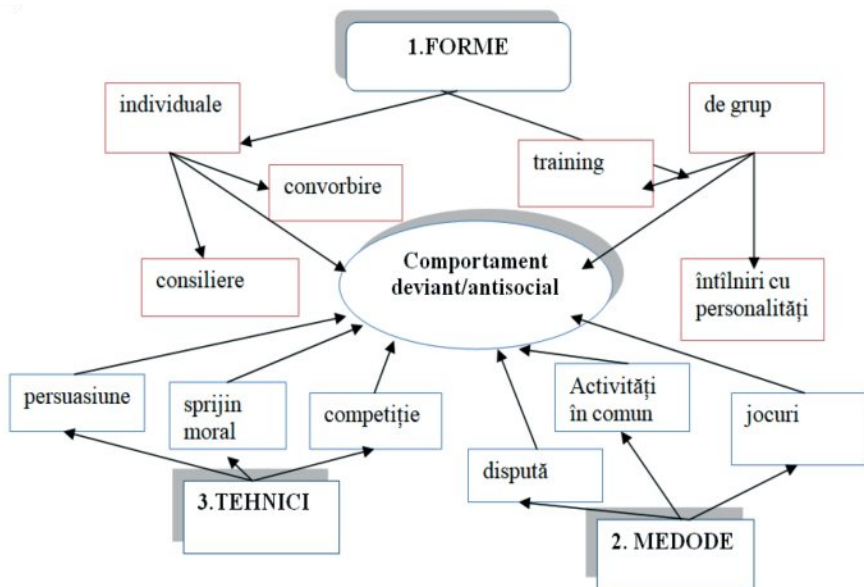 1.FORME
individuale
de grup
training
convorbire
consiliere
Comportament
deviant/antisocial
întîlniri cu
personalități
persuasiune
sprijin
moral
competiție
Activități
în comun
jocuri
dispută
3.TEHNICI
2. MEDODE